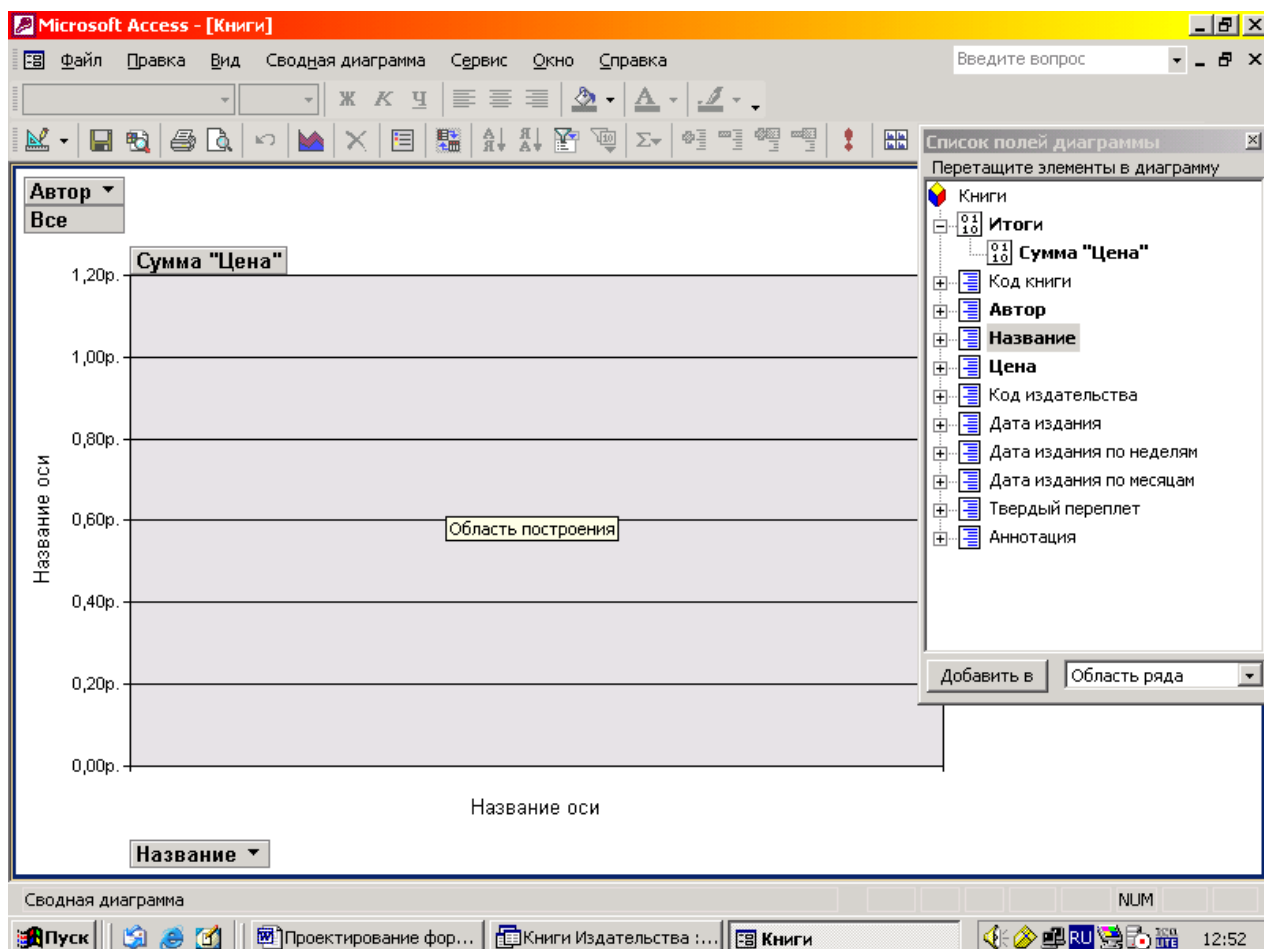 Microsoft Access - [Книги]
Файл Правка Вид Сводная диаграмма Сервис Окно Справка Введите вопрос
Ж К Ч
Список полей диаграммы
Перетащите элементы в диаграмму
Книги
Итоги
Сумма "Цена"
Код книги
Автор
Название
Цена
Код издательства
Дата издания
Дата издания по неделям
Дата издания по месяцам
Твердый переплет
Аннотация
Добавить в Область ряда
Автор
Все
Сумма "Цена"
1,20р.
1,00р.
0,80р.
0,60р.
0,40р.
0,20р.
0,00р.
Название оси
Область построения
Название оси
Название
Сводная диаграмма NUM
Пуск Проектирование фор... Книги Издательства :... Книги RU 12:52